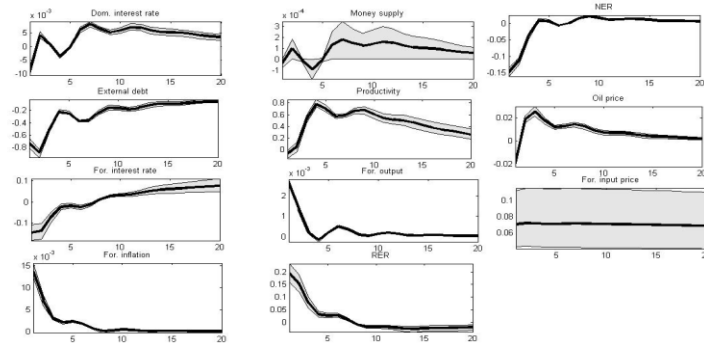 Dom. interest rate
x 10⁻³
5
0
-5
5 10 15 20
Money supply
x 10⁻⁴
3
2
1
0
-1
5 10 15 20
NER
0
-0.05
-0.1
-0.15
5 10 15 20
External debt
-0.2
-0.4
-0.6
-0.8
5 10 15 20
Productivity
0.8
0.6
0.4
0.2
0
5 10 15 20
Oil price
0.02
0
-0.02
5 10 15 20
For. interest rate
0.1
0
-0.1
5 10 15 20
For. output
x 10⁻³
2
1
0
5 10 15 20
For. input price
0.1
0.08
0.06
5 10 15 20
For. inflation
x 10⁻³
15
10
5
0
5 10 15 20
RER
0.2
0.15
0.1
0.05
0
5 10 15 20